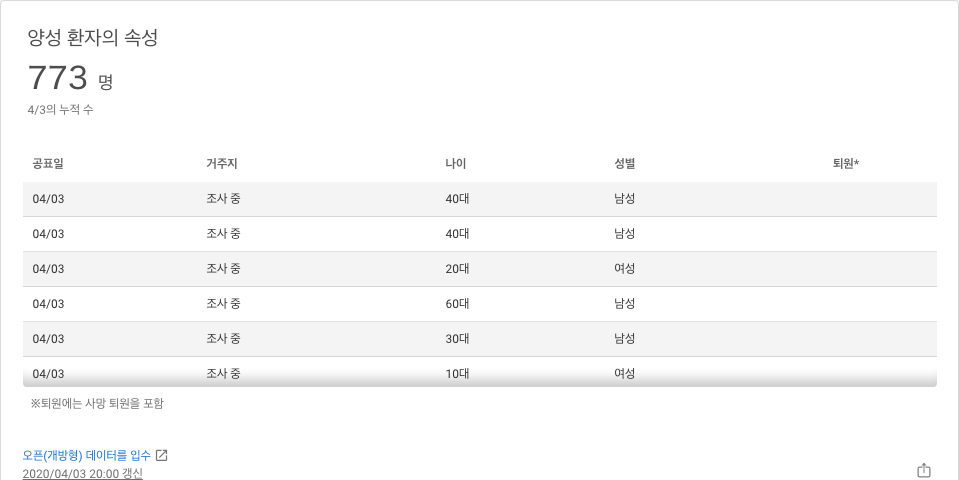 양성 환자의 속성
773 명
4/3의 누적 수
공표일 거주지 나이 성별 퇴원*
04/03 조사 중 40대 남성
04/03 조사 중 40대 남성
04/03 조사 중 20대 여성
04/03 조사 중 60대 남성
04/03 조사 중 30대 남성
04/03 조사 중 10대 여성
※퇴원에는 사망 퇴원을 포함
오픈(개방형) 데이터를 입수
2020/04/03 20:00 갱신